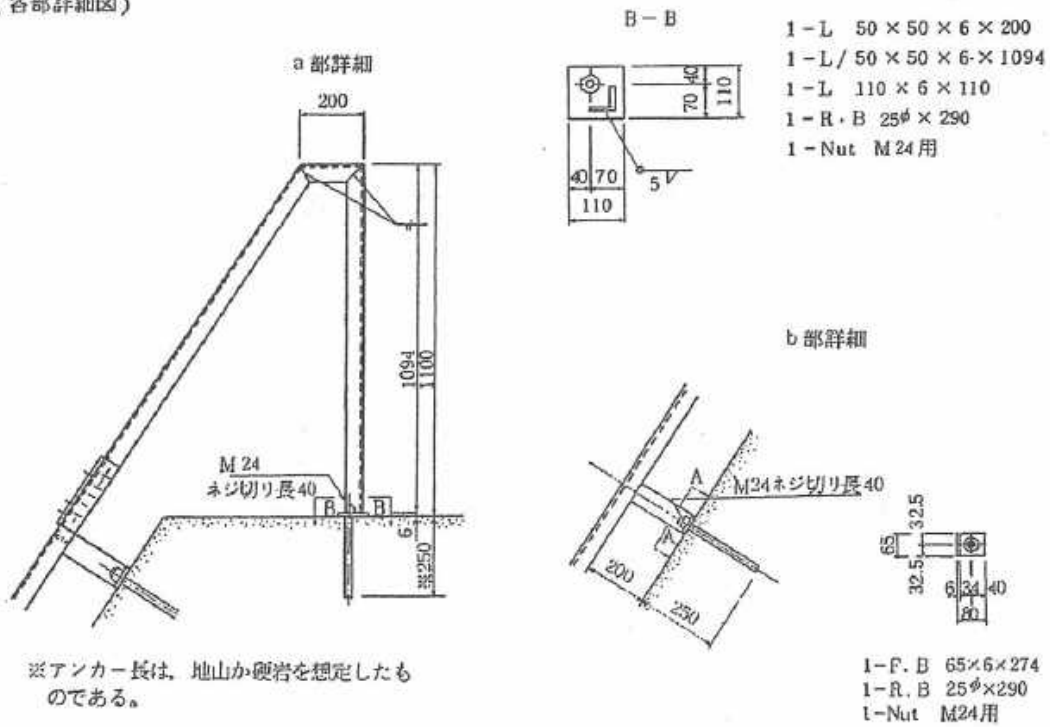 各部詳細図)
a 部詳細
200
1094
1100
M 24
ネジ切り長40
B
B
6
※250
※アンカー長は、地山か硬岩を想定したも
のである。
B-B
40
70
110
40
70
110
5
1-L 50×50×6×200
1-L/ 50×50×6-×1094
1-L 110×6×110
1-R.B 25φ×290
1-Nut M24用
b 部詳細
A
M24ネジ切り長40
A
200
250
32.5
65
32.5
6
34
40
80
1-F.B 65×6×274
1-R.B 25φ×290
1-Nut M24用